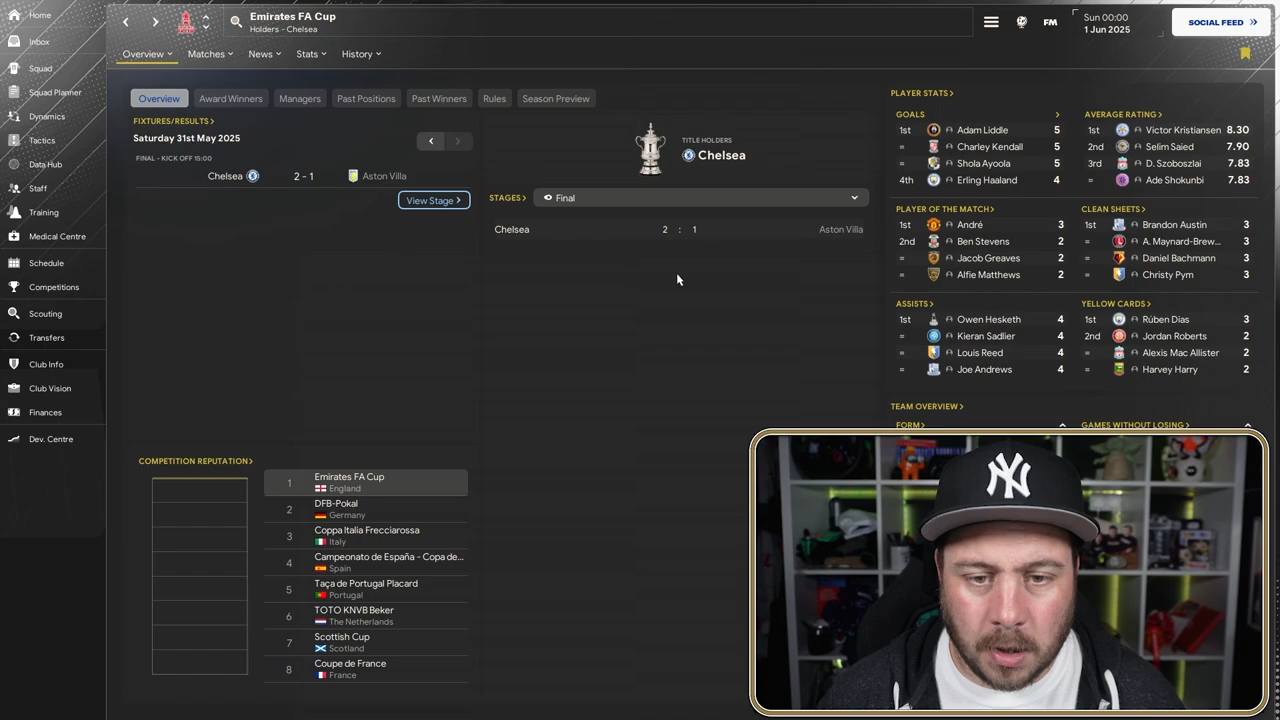 Home
Inbox
Squad
Squad Planner
Dynamics
Tactics
Data Hub
Staff
Training
Medical Centre
Schedule
Competitions
Scouting
Transfers
Club Info
Club Vision
Finances
Dev. Centre
Emirates FA Cup
Holders - Chelsea
FM
Sun 00:00
1 Jun 2025
SOCIAL FEED
Overview
Matches
News
Stats
History
Overview
Award Winners
Managers
Past Positions
Past Winners
Rules
Season Preview
FIXTURES/RESULTS
Saturday 31st May 2025
FINAL - KICK OFF 15:00
Chelsea 2 - 1 Aston Villa
View Stage
TITLE HOLDERS
Chelsea
STAGES
Final
Chelsea 2 : 1 Aston Villa
COMPETITION REPUTATION
1 Emirates FA Cup
England
2 DFB-Pokal
Germany
3 Coppa Italia Frecciarossa
Italy
4 Campeonato de España - Copa de...
Spain
5 Taça de Portugal Placard
Portugal
6 TOTO KNVB Beker
The Netherlands
7 Scottish Cup
Scotland
8 Coupe de France
France
PLAYER STATS
GOALS
1st Adam Liddle 5
= Charley Kendall 5
= Shola Ayoola 5
4th Erling Haaland 4
AVERAGE RATING
1st Victor Kristiansen 8.30
2nd Selim Saied 7.90
3rd D. Szoboszlai 7.83
= Ade Shokunbi 7.83
PLAYER OF THE MATCH
1st André 3
2nd Ben Stevens 2
= Jacob Greaves 2
= Alfie Matthews 2
CLEAN SHEETS
1st Brandon Austin 3
= A. Maynard-Brew... 3
= Daniel Bachmann 3
= Christy Pym 3
ASSISTS
1st Owen Hesketh 4
= Kieran Sadlier 4
= Louis Reed 4
= Joe Andrews 4
YELLOW CARDS
1st Rúben Dias 3
2nd Jordan Roberts 2
= Alexis Mac Allister 2
= Harvey Harry 2
TEAM OVERVIEW
FORM
GAMES WITHOUT LOSING
NY